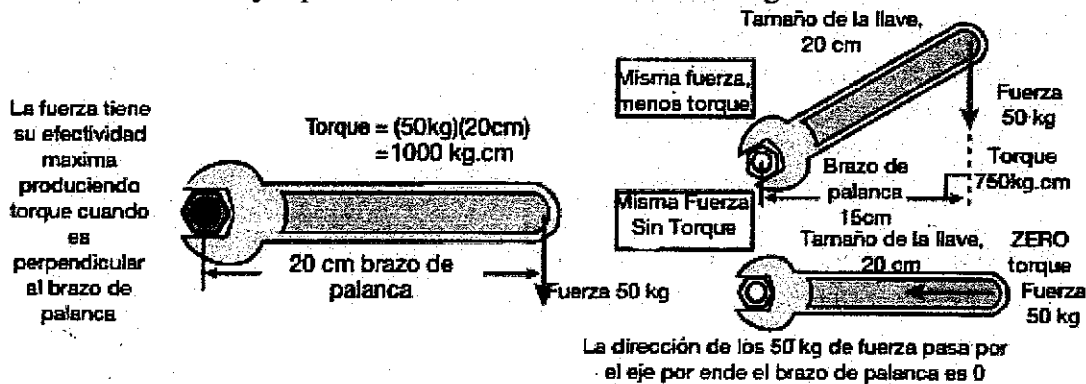 La fuerza tiene
su efectividad
maxima
produciendo
torque cuando
es
perpendicular
al brazo de
palanca
Torque = (50kg)(20cm)
=1000 kg.cm
20 cm brazo de
palanca
Fuerza 50 kg
Tamaño de la llave,
20 cm
Misma fuerza,
menos torque
Fuerza
50 kg
Torque
750kg.cm
Brazo de
palanca
15cm
Misma Fuerza
Sin Torque
Tamaño de la llave,
20 cm
ZERO
torque
Fuerza
50 kg
La dirección de los 50 kg de fuerza pasa por
el eje por ende el brazo de palanca es 0